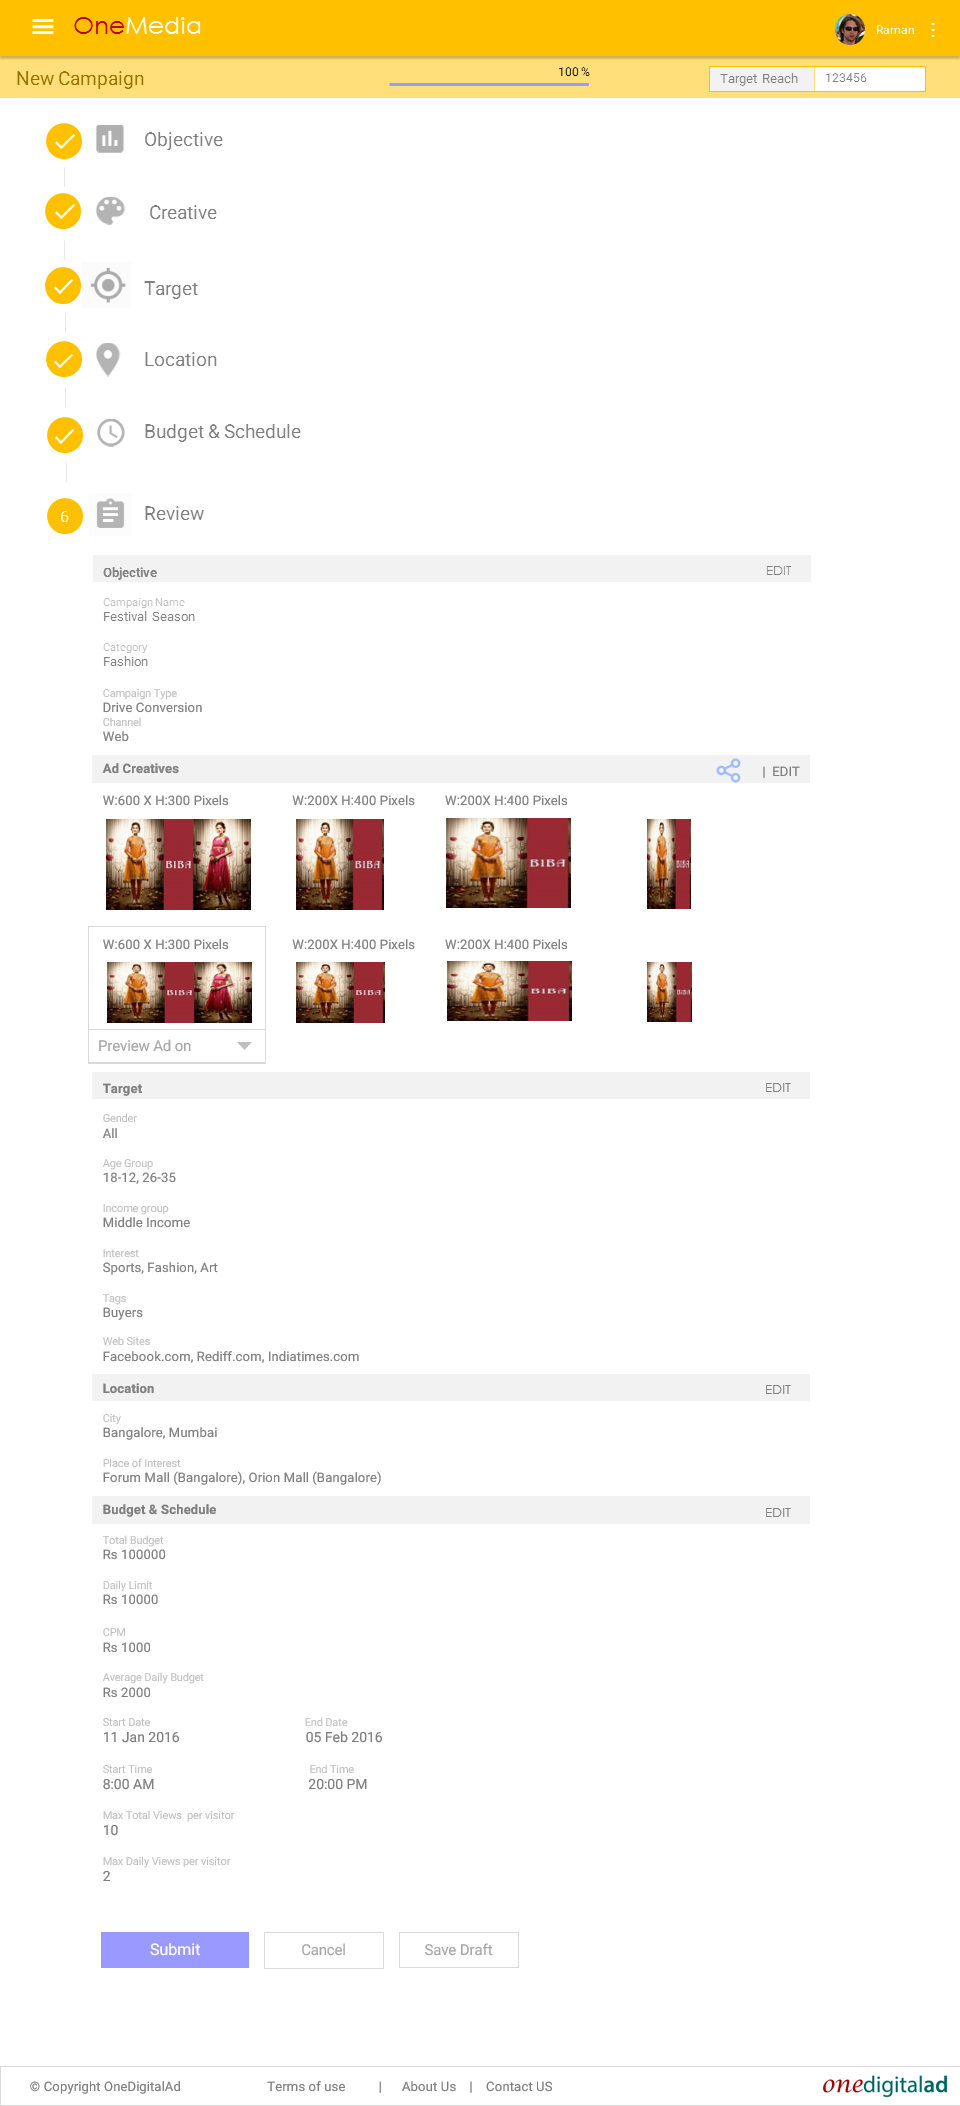 OneMedia
Raman
New Campaign
100 %
Target Reach
123456
Objective
Creative
Target
Location
Budget & Schedule
6
Review
Objective
EDIT
Campaign Name
Festival Season
Category
Fashion
Campaign Type
Drive Conversion
Channel
Web
Ad Creatives
| EDIT
W:600 X H:300 Pixels
W:200X H:400 Pixels
W:200X H:400 Pixels
BIBA
BIBA
BIBA
BIBA
W:600 X H:300 Pixels
W:200X H:400 Pixels
W:200X H:400 Pixels
BIBA
BIBA
BIBA
BIBA
Preview Ad on
Target
EDIT
Gender
All
Age Group
18-12, 26-35
Income group
Middle Income
Interest
Sports, Fashion, Art
Tags
Buyers
Web Sites
Facebook.com, Rediff.com, Indiatimes.com
Location
EDIT
City
Bangalore, Mumbai
Place of Interest
Forum Mall (Bangalore), Orion Mall (Bangalore)
Budget & Schedule
EDIT
Total Budget
Rs 100000
Daily Limit
Rs 10000
CPM
Rs 1000
Average Daily Budget
Rs 2000
Start Date
End Date
11 Jan 2016
05 Feb 2016
Start Time
End Time
8:00 AM
20:00 PM
Max Total Views per visitor
10
Max Daily Views per visitor
2
Submit
Cancel
Save Draft
© Copyright OneDigitalAd
Terms of use | About Us | Contact US
onedigitalad